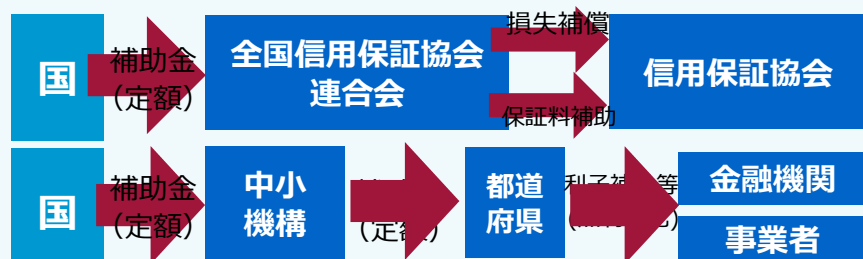 国
補助金
（定額）
全国信用保証協会
連合会
損失補償
保証料補助
信用保証協会
国
補助金
（定額）
中小
機構
（定額）
都道
府県
利子補 等
金融機関
事業者